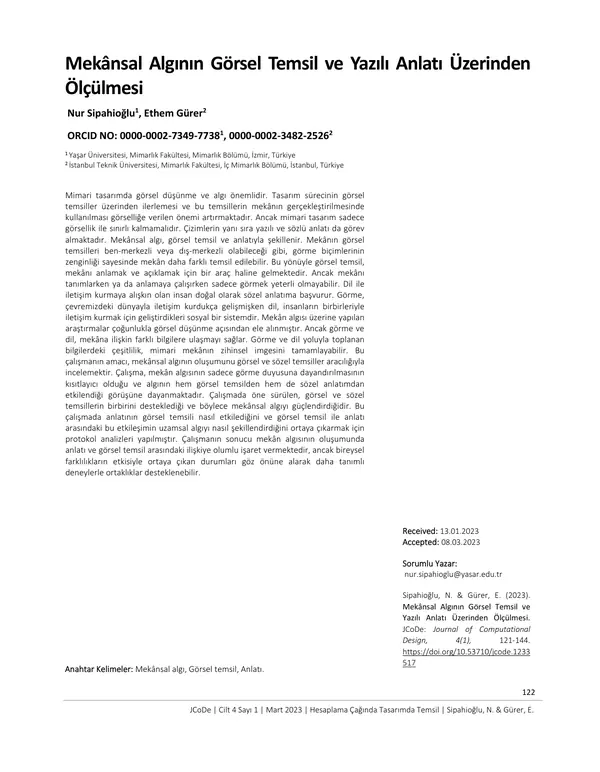 Mekânsal Algının Görsel Temsil ve Yazılı Anlatı Üzerinden
Ölçülmesi
Nur Sipahioğlu¹, Ethem Gürer²
ORCID NO: 0000-0002-7349-7738¹, 0000-0002-3482-2526²
¹ Yaşar Üniversitesi, Mimarlık Fakültesi, Mimarlık Bölümü, İzmir, Türkiye
² İstanbul Teknik Üniversitesi, Mimarlık Fakültesi, İç Mimarlık Bölümü, İstanbul, Türkiye
Mimari tasarımda görsel düşünme ve algı önemlidir. Tasarım sürecinin görsel
temsiller üzerinden ilerlemesi ve bu temsillerin mekânın gerçekleştirilmesinde
kullanılması görselliğe verilen önemi artırmaktadır. Ancak mimari tasarım sadece
görsellik ile sınırlı kalmamalıdır. Çizimlerin yanı sıra yazılı ve sözlü anlatı da görev
almaktadır. Mekânsal algı, görsel temsil ve anlatıyla şekillenir. Mekânın görsel
temsilleri ben-merkezli veya dış-merkezli olabileceği gibi, görme biçimlerinin
zenginliği sayesinde mekân daha farklı temsil edilebilir. Bu yönüyle görsel temsil,
mekânı anlamak ve açıklamak için bir araç haline gelmektedir. Ancak mekânı
tanımlarken ya da anlamaya çalışırken sadece görmek yeterli olmayabilir. Dil ile
iletişim kurmaya alışkın olan insan doğal olarak sözel anlatıma başvurur. Görme,
çevremizdeki dünyayla iletişim kurdukça gelişmişken dil, insanların birbirleriyle
iletişim kurmak için geliştirdikleri sosyal bir sistemdir. Mekân algısı üzerine yapılan
araştırmalar çoğunlukla görsel düşünme açısından ele alınmıştır. Ancak görme ve
dil, mekâna ilişkin farklı bilgilere ulaşmayı sağlar. Görme ve dil yoluyla toplanan
bilgilerdeki çeşitlilik, mimari mekânın zihinsel imgesini tamamlayabilir. Bu
çalışmanın amacı, mekânsal algının oluşumunu görsel ve sözel temsiller aracılığıyla
incelemektir. Çalışma, mekân algısının sadece görme duyusuna dayandırılmasının
kısıtlayıcı olduğu ve algının hem görsel temsilden hem de sözel anlatımdan
etkilendiği görüşüne dayanmaktadır. Çalışmada öne sürülen, görsel ve sözel
temsillerin birbirini desteklediği ve böylece mekânsal algıyı güçlendirdiğidir. Bu
çalışmada anlatının görsel temsili nasıl etkilediğini ve görsel temsil ile anlatı
arasındaki bu etkileşimin uzamsal algıyı nasıl şekillendirdiğini ortaya çıkarmak için
protokol analizleri yapılmıştır. Çalışmanın sonucu mekân algısının oluşumunda
anlatı ve görsel temsil arasındaki ilişkiye olumlu işaret vermektedir, ancak bireysel
farklılıkların etkisiyle ortaya çıkan durumları göz önüne alarak daha tanımlı
deneylerle ortaklıklar desteklenebilir.
Received: 13.01.2023
Accepted: 08.03.2023
Sorumlu Yazar:
nur.sipahioglu@yasar.edu.tr
Sipahioğlu, N. & Gürer, E. (2023).
Mekânsal Algının Görsel Temsil ve
Yazılı Anlatı Üzerinden Ölçülmesi.
JCoDe: Journal of Computational
Design, 4(1), 121-144.
https://doi.org/10.53710/jcode.1233
517
Anahtar Kelimeler: Mekânsal algı, Görsel temsil, Anlatı.
122
JCoDe | Cilt 4 Sayı 1 | Mart 2023 | Hesaplama Çağında Tasarımda Temsil | Sipahioğlu, N. & Gürer, E.